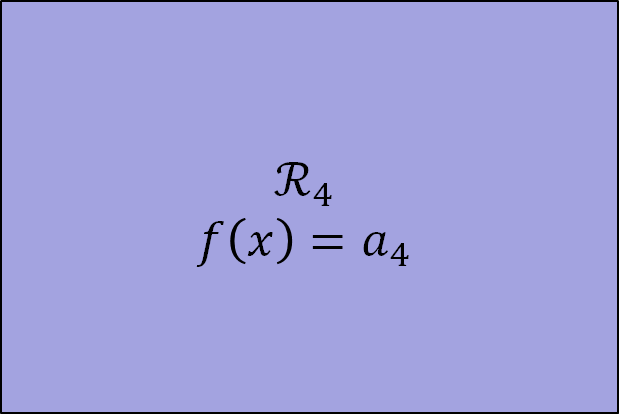 ℛ₄
f(x) = a₄